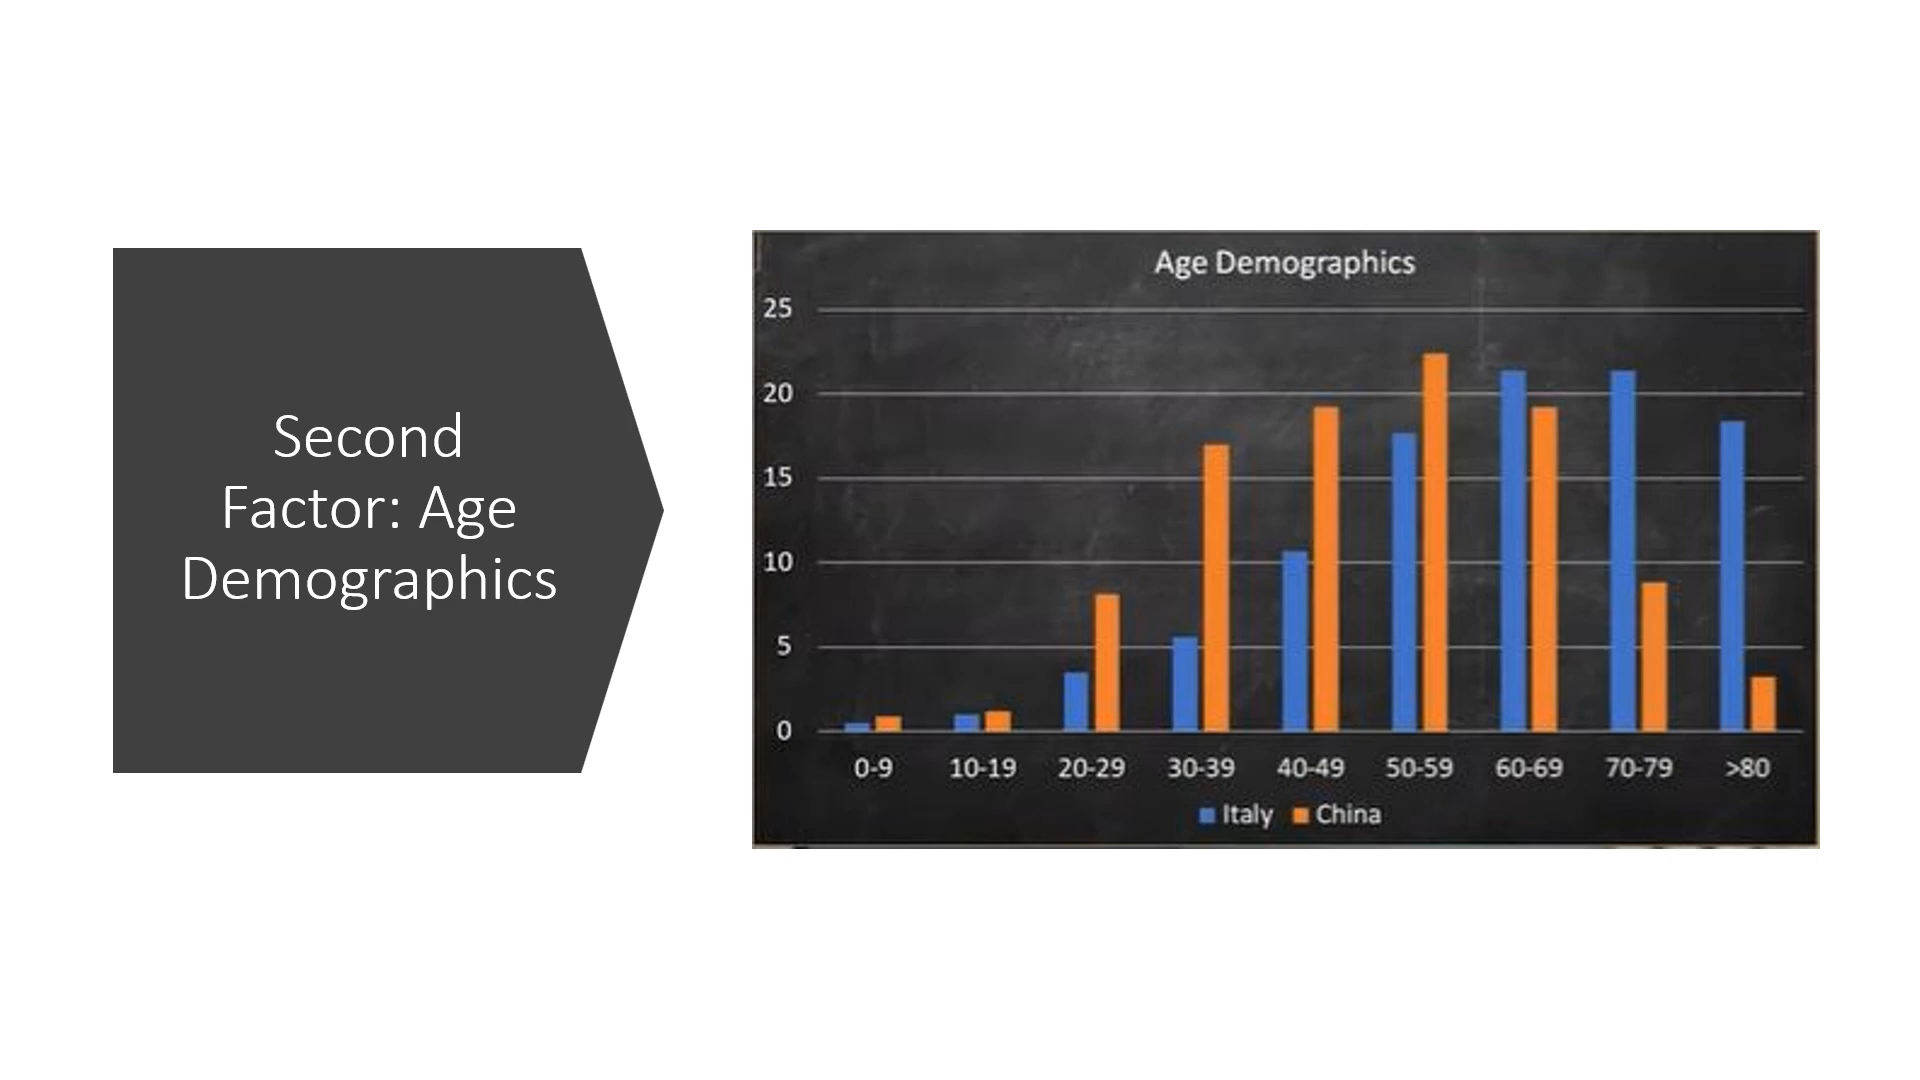 Second
Factor: Age
Demographics
Age Demographics
25
20
15
10
5
0
0-9 10-19 20-29 30-39 40-49 50-59 60-69 70-79 >80
Italy China